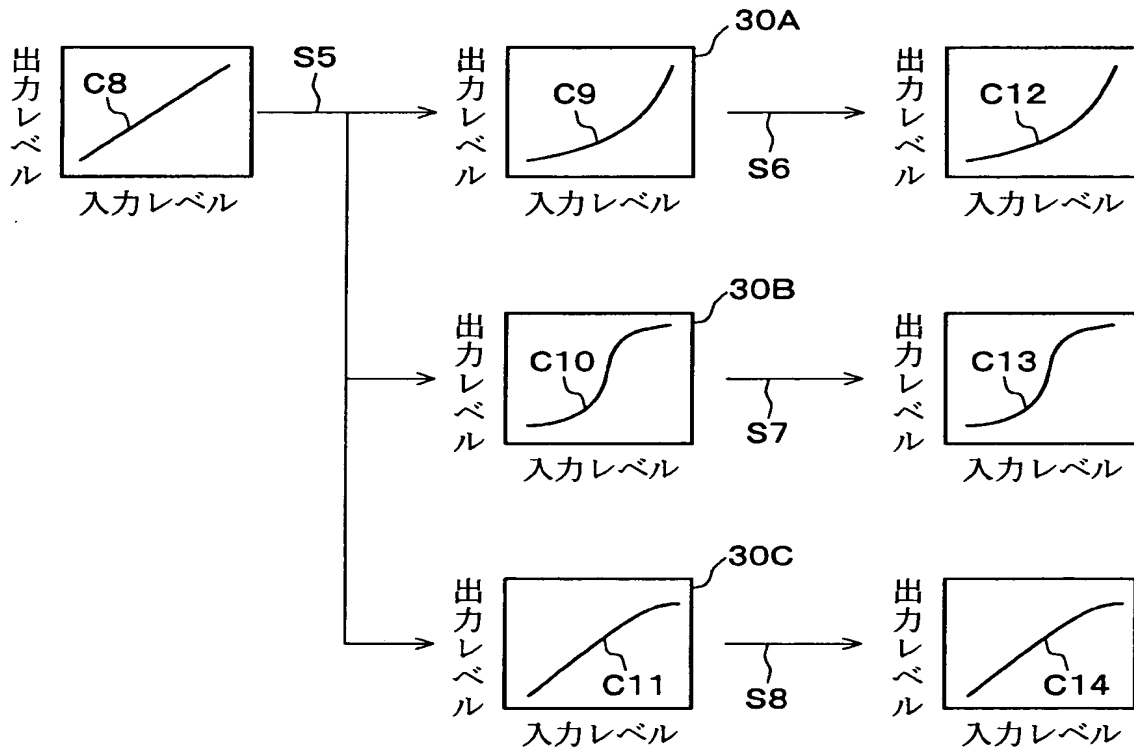 30A
出力レベル
C8
入力レベル
S5
出力レベル
C9
入力レベル
S6
出力レベル
C12
入力レベル
30B
出力レベル
C10
入力レベル
S7
出力レベル
C13
入力レベル
30C
出力レベル
C11
入力レベル
S8
出力レベル
C14
入力レベル